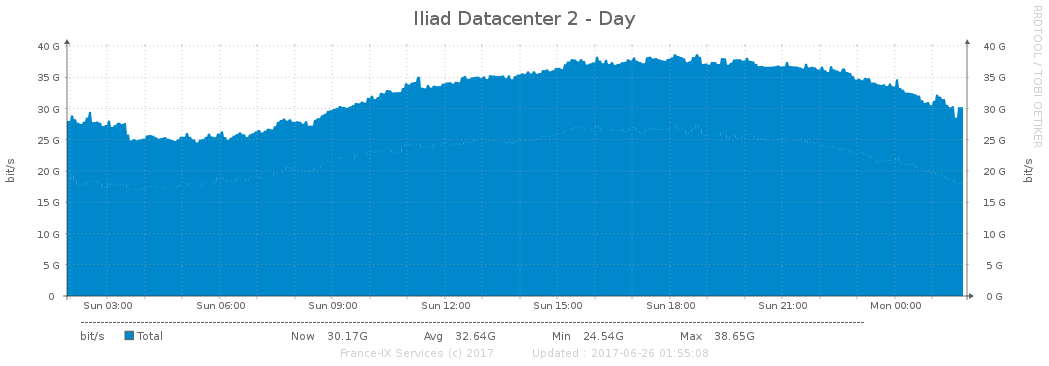 Iliad Datacenter 2 - Day
RRDTOOL / TOBI OETIKER
bit/s
40 G 40 G
35 G 35 G
30 G 30 G
25 G 25 G
20 G 20 G
15 G 15 G
10 G 10 G
5 G 5 G
0 0 G
bit/s
Sun 03:00 Sun 06:00 Sun 09:00 Sun 12:00 Sun 15:00 Sun 18:00 Sun 21:00 Mon 00:00
bit/s Total Now 30.17G Avg 32.64G Min 24.54G Max 38.65G
France-IX Services (c) 2017 Updated : 2017-06-26 01:55:08